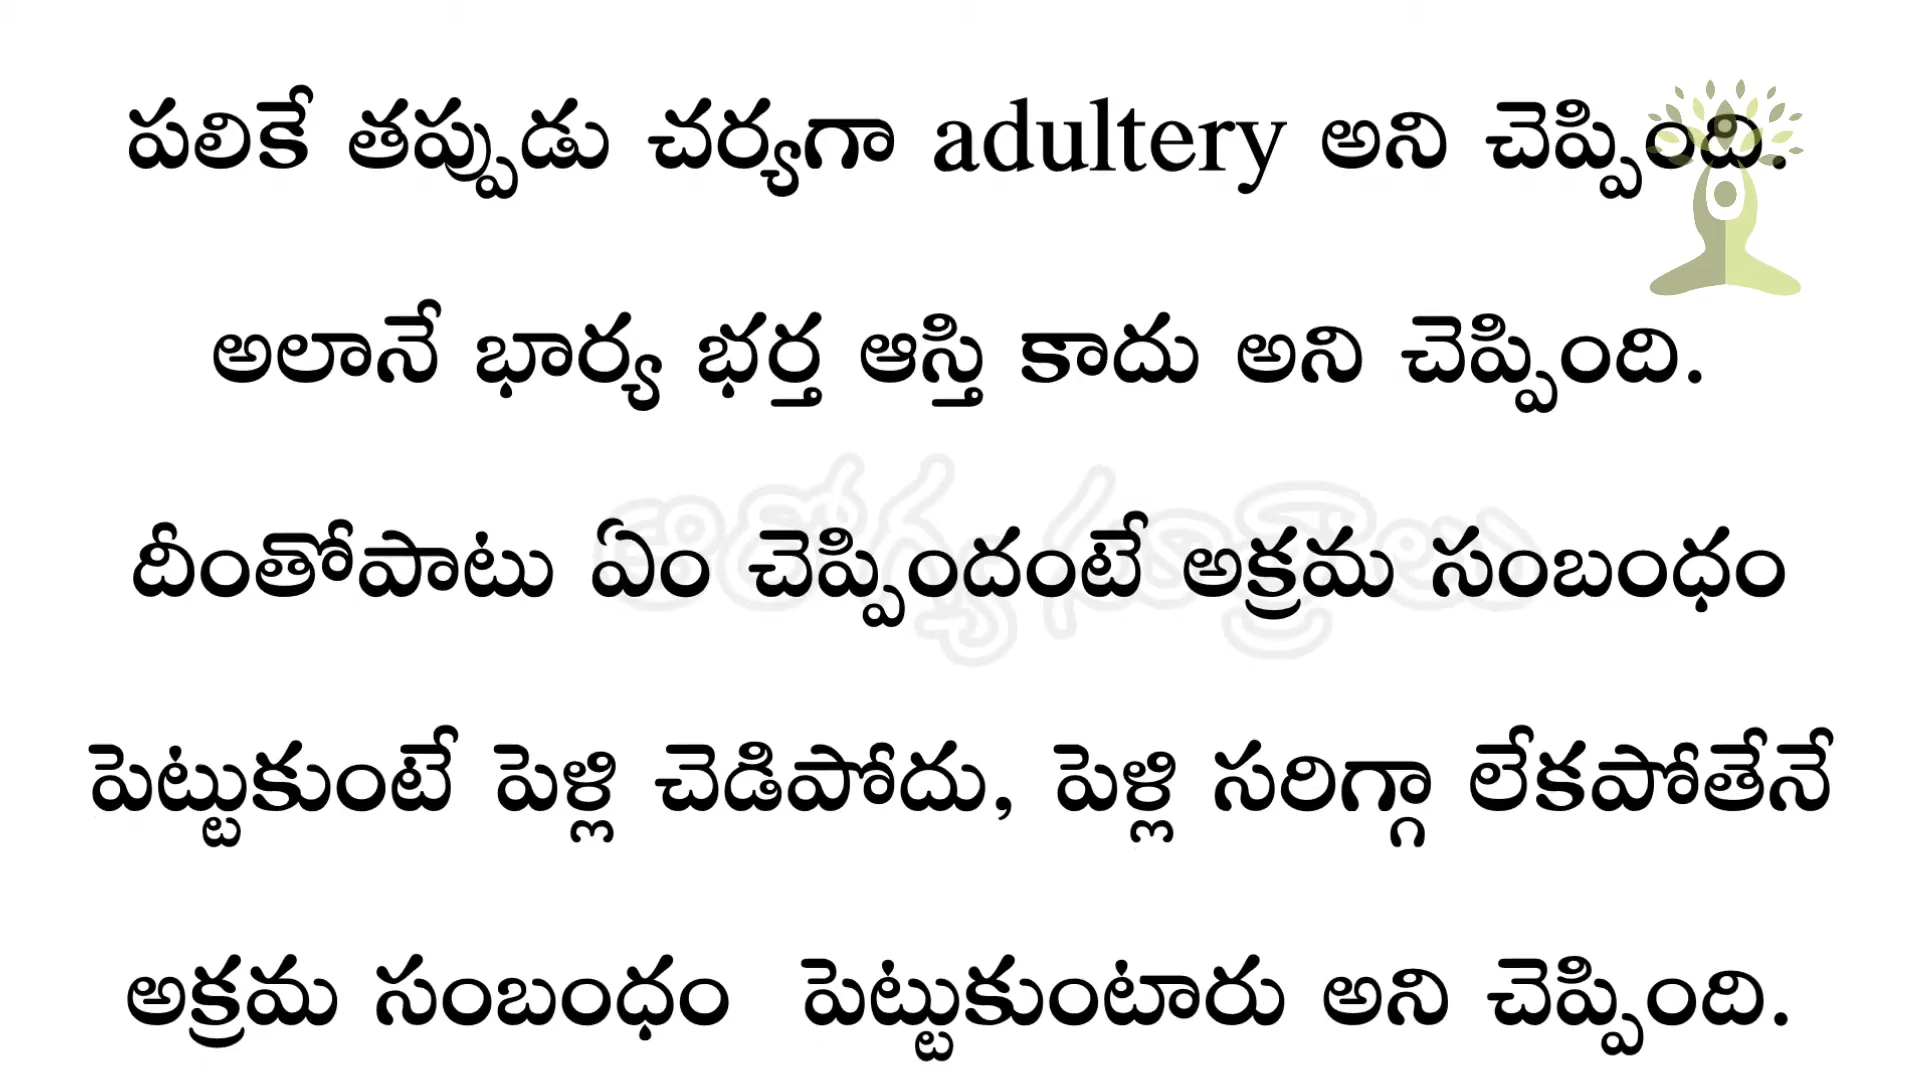 పలికే తప్పుడు చర్యగా adultery అని చెప్పింది.
అలానే భార్య భర్త ఆస్తి కాదు అని చెప్పింది.
దీంతోపాటు ఏం చెప్పిందంటే అక్రమ సంబంధం
పెట్టుకుంటే పెళ్లి చెడిపోదు, పెళ్లి సరిగ్గా లేకపోతేనే
అక్రమ సంబంధం పెట్టుకుంటారు అని చెప్పింది.